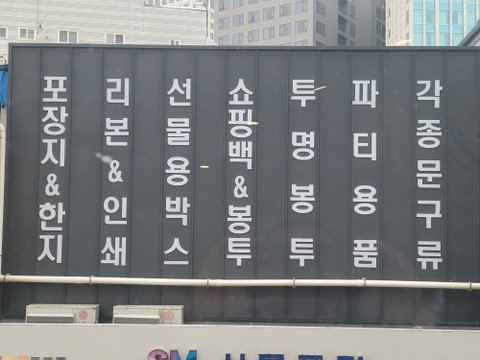 포장지&한지
리본&인쇄
선물용박스
쇼핑백&봉투
투명봉투
파티용품
각종문구류